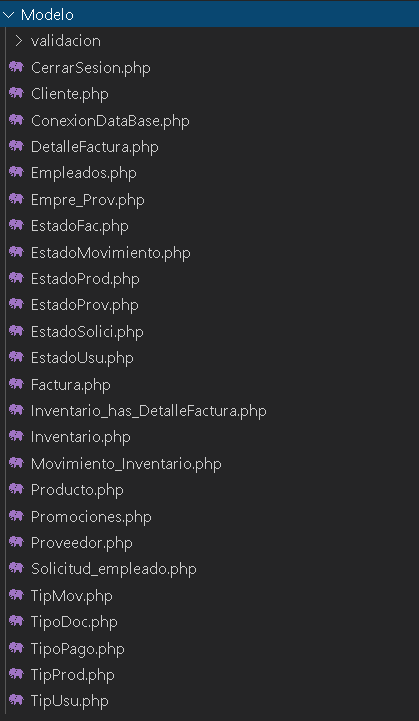 Modelo
validacion
CerrarSesion.php
Cliente.php
ConexionDataBase.php
DetalleFactura.php
Empleados.php
Empre_Prov.php
EstadoFac.php
EstadoMovimiento.php
EstadoProd.php
EstadoProv.php
EstadoSolici.php
EstadoUsu.php
Factura.php
Inventario_has_DetalleFactura.php
Inventario.php
Movimiento_Inventario.php
Producto.php
Promociones.php
Proveedor.php
Solicitud_empleado.php
TipMov.php
TipoDoc.php
TipoPago.php
TipProd.php
TipUsu.php